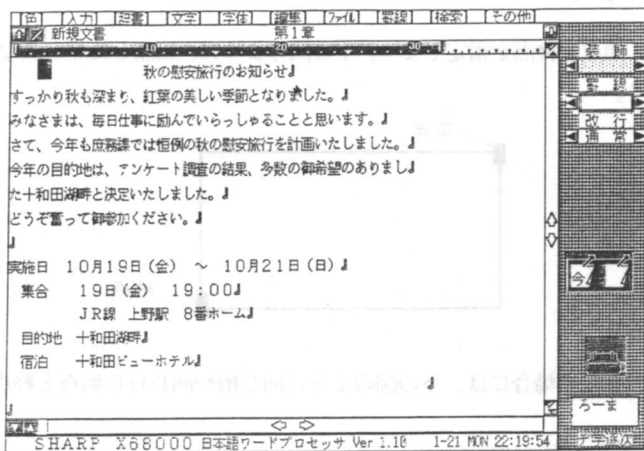 [色] [入力] [辞書] [文字] [字体] [編集] [ファイル] [罫線] [検索] [その他]
新規文書 第1章
10 20 30
秋の慰安旅行のお知らせ
すっかり秋も深まり、紅葉の美しい季節となりました。
みなさまは、毎日仕事に励んでいらっしゃることと思います。
さて、今年も庶務課では恒例の秋の慰安旅行を計画いたしました。
今年の目的地は、アンケート調査の結果、多数の御希望のありまし
た十和田湖畔と決定いたしました。
どうぞ奮って御参加ください。
実施日 10月19日(金) ~ 10月21日(日)
集合 19日(金) 19:00
JR線 上野駅 8番ホーム
目的地 十和田湖畔
宿泊 十和田ビューホテル
装飾
罫線
改行
通常
今
ろーま
SHARP X68000 日本語ワードプロセッサ Ver 1.10 1-21 MON 22:19:54